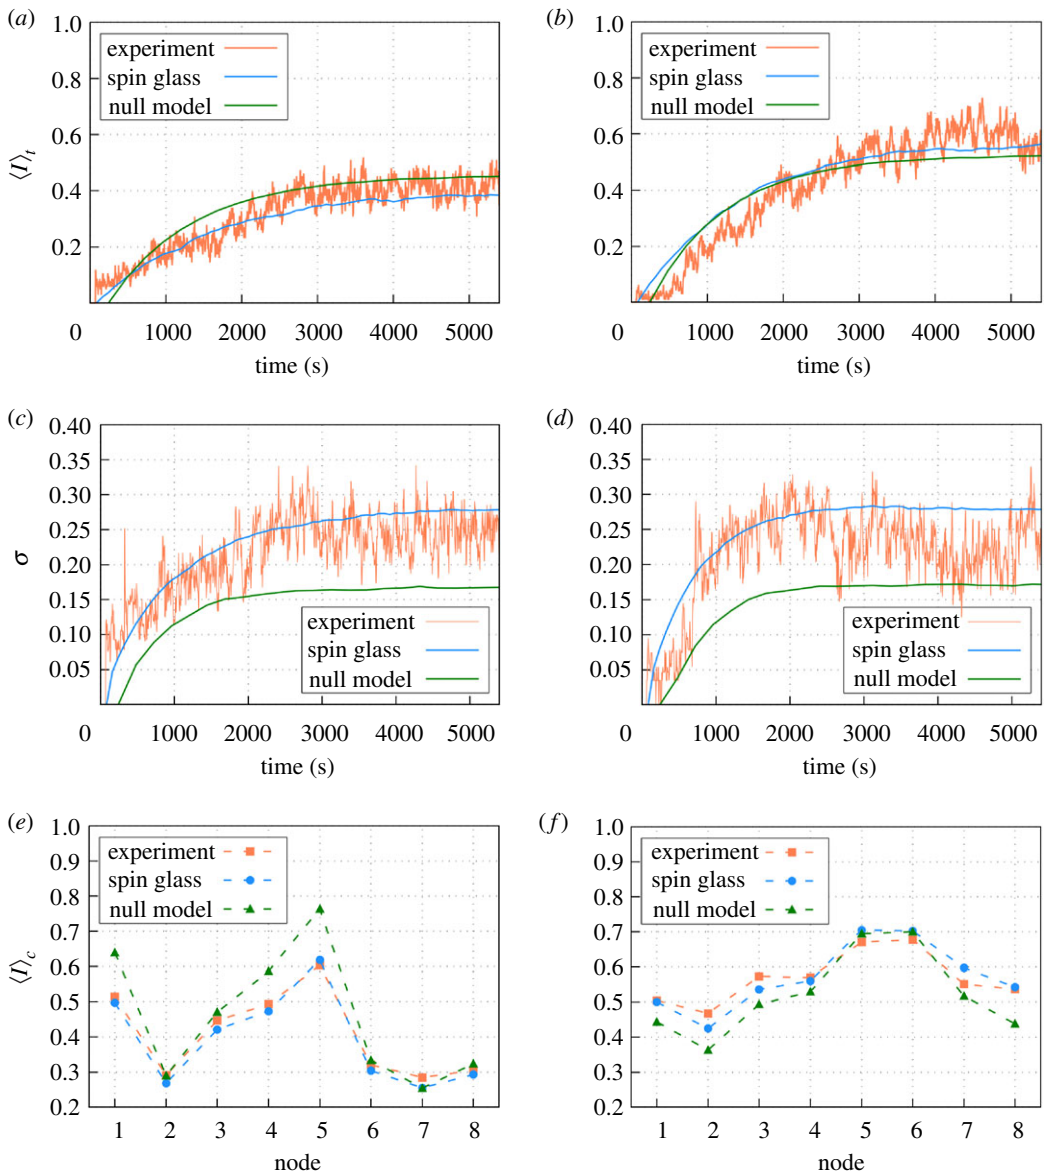 (a)
1.0
0.8
0.6
0.4
0.2
⟨I⟩t
experiment
spin glass
null model
0 1000 2000 3000 4000 5000
time (s)
(b)
1.0
0.8
0.6
0.4
0.2
experiment
spin glass
null model
0 1000 2000 3000 4000 5000
time (s)
(c)
0.40
0.35
0.30
0.25
0.20
0.15
0.10
0.05
σ
experiment
spin glass
null model
0 1000 2000 3000 4000 5000
time (s)
(d)
0.40
0.35
0.30
0.25
0.20
0.15
0.10
0.05
experiment
spin glass
null model
0 1000 2000 3000 4000 5000
time (s)
(e)
1.0
0.9
0.8
0.7
0.6
0.5
0.4
0.3
0.2
⟨I⟩c
experiment
spin glass
null model
1 2 3 4 5 6 7 8
node
(f)
1.0
0.9
0.8
0.7
0.6
0.5
0.4
0.3
0.2
experiment
spin glass
null model
1 2 3 4 5 6 7 8
node